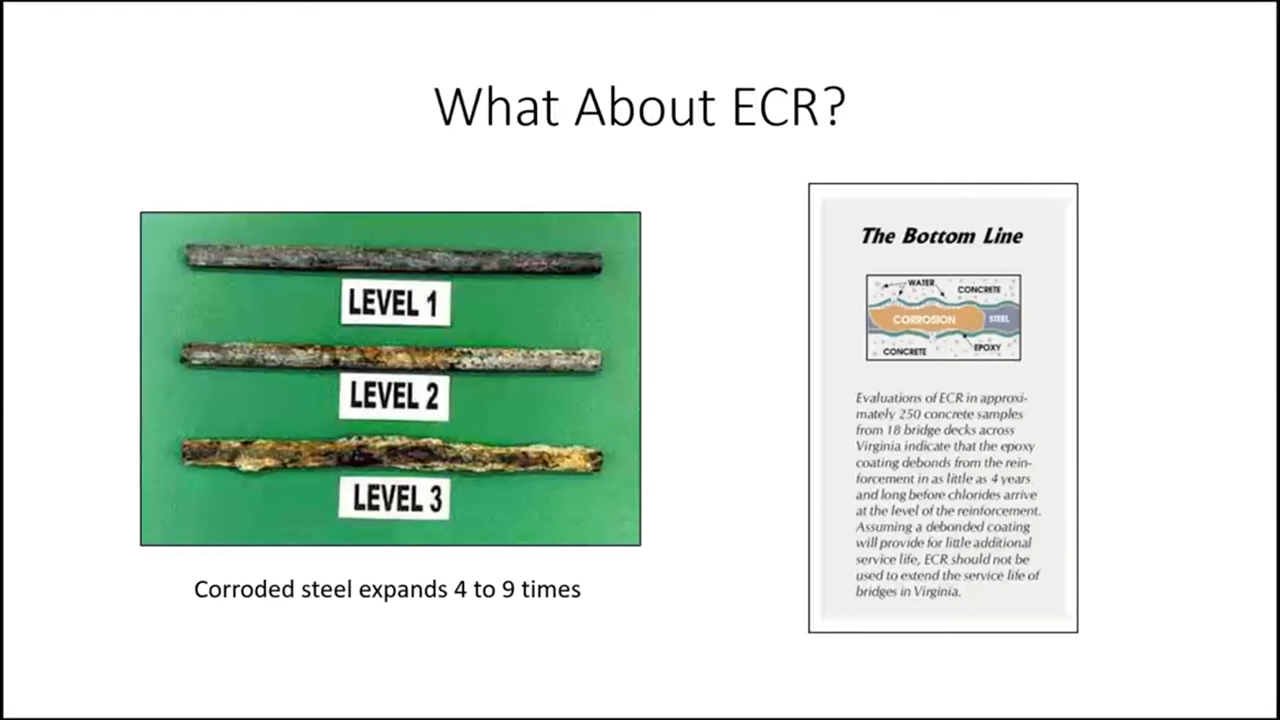 What About ECR?
LEVEL 1
LEVEL 2
LEVEL 3
Corroded steel expands 4 to 9 times
The Bottom Line
WATER
CONCRETE
CORROSION
STEEL
CONCRETE
EPOXY
Evaluations of ECR in approxi-
mately 250 concrete samples
from 18 bridge decks across
Virginia indicate that the epoxy
coating debonds from the rein-
forcement in as little as 4 years
and long before chlorides arrive
at the level of the reinforcement.
Assuming a debonded coating
will provide for little additional
service life, ECR should not be
used to extend the service life of
bridges in Virginia.